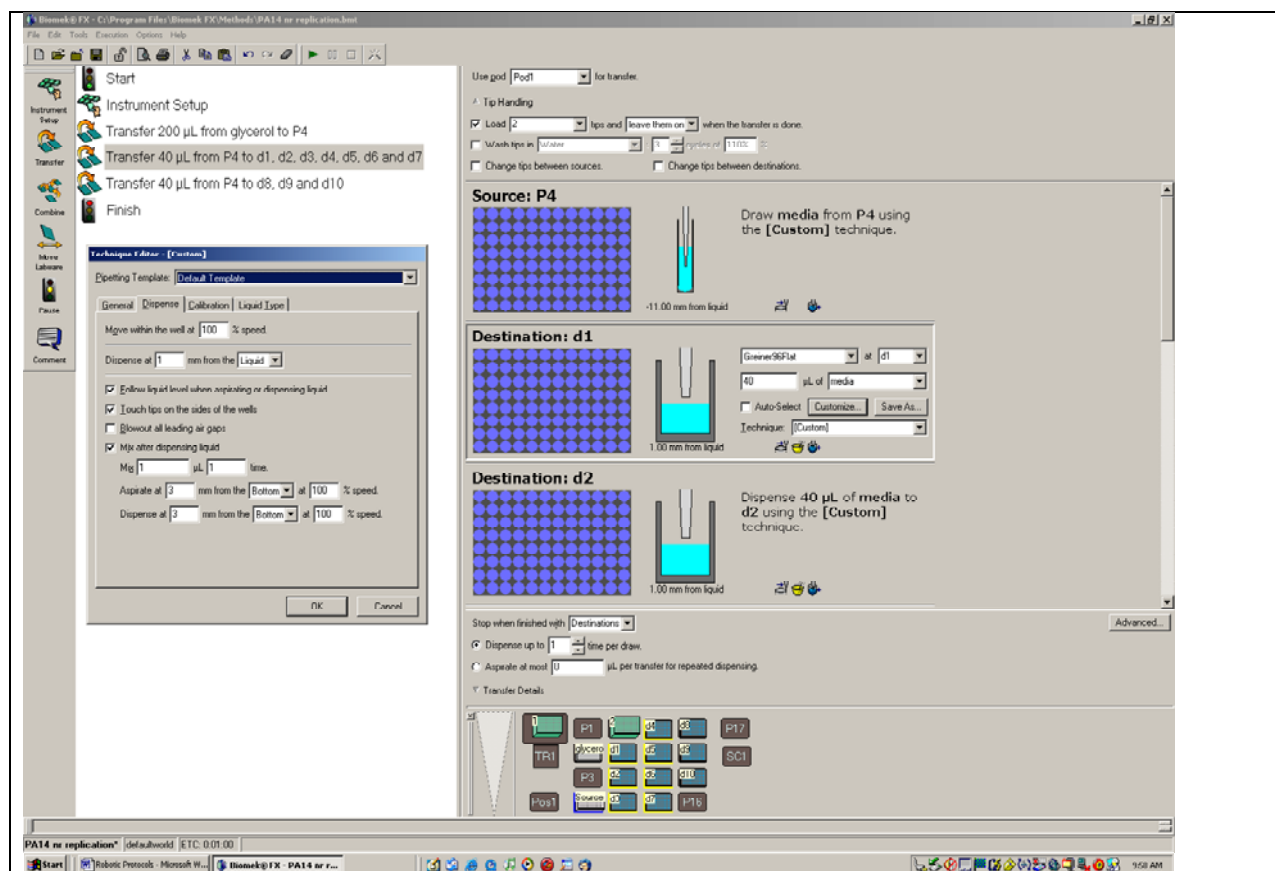 Biomek® FX - C:\Program Files\Biomek FX\Methods\PA14 nr replication.bmt
File Edit Tools Execution Options Help
Instrument Setup
Transfer
Combine
Move Labware
Pause
Comment
Start
Instrument Setup
Transfer 200 µL from glycerol to P4
Transfer 40 µL from P4 to d1, d2, d3, d4, d5, d6 and d7
Transfer 40 µL from P4 to d8, d9 and d10
Finish
Technique Editor - [Custom]
Pipetting Template: Default Template
General Dispense Calibration Liquid Type
Move within the well at 100 % speed.
Dispense at 1 mm from the Liquid
Follow liquid level when aspirating or dispensing liquid
Touch tips on the sides of the wells
Blowout all leading air gaps
Mix after dispensing liquid
Mix 1 µL 1 time.
Aspirate at 3 mm from the Bottom at 100 % speed.
Dispense at 3 mm from the Bottom at 100 % speed.
OK Cancel
Use pod Pod1 for transfer.
Tip Handling
Load 2 tips and leave them on when the transfer is done.
Wash tips in Water 3 cycles of 110% %
Change tips between sources. Change tips between destinations.
Source: P4
Draw media from P4 using
the [Custom] technique.
-11.00 mm from liquid
Destination: d1
Greiner96Flat at d1
40 µL of media
Auto-Select Customize... Save As...
Technique: [Custom]
1.00 mm from liquid
Destination: d2
Dispense 40 µL of media to
d2 using the [Custom]
technique.
1.00 mm from liquid
Stop when finished with Destinations Advanced...
Dispense up to 1 time per draw.
Aspirate at most 0 µL per transfer for repeated dispensing.
Transfer Details
1 P1 2 d4 d8 P17
TR1 glycero d1 d5 d9 SC1
P3 d2 d10
Pos1 Source d3 d7 P16
PA14 nr replication* defaultworld ETC: 0:01:00
Start Robotic Protocols - Microsoft W... Biomek® FX - PA14 nr r... 9:58 AM